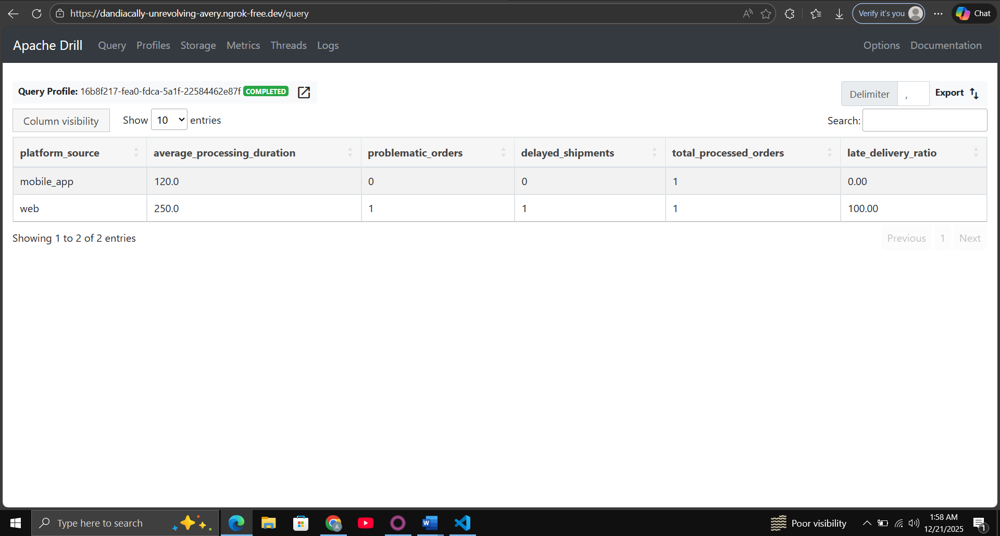 https://dandiacally-unrevolving-avery.ngrok-free.dev/query
Verify it's you
Chat
Apache Drill Query Profiles Storage Metrics Threads Logs Options Documentation
Query Profile: 16b8f217-fea0-fdca-5a1f-22584462e87f COMPLETED
Delimiter , Export
Column visibility Show 10 entries Search:
platform_source average_processing_duration problematic_orders delayed_shipments total_processed_orders late_delivery_ratio
mobile_app 120.0 0 0 1 0.00
web 250.0 1 1 1 100.00
Showing 1 to 2 of 2 entries Previous 1 Next
Type here to search
Poor visibility
1:58 AM
12/21/2025
1